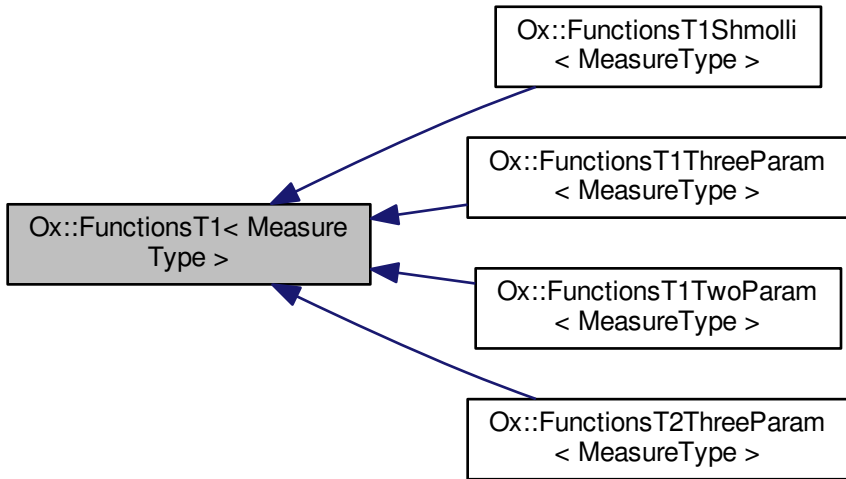 Ox::FunctionsT1Shmolli
< MeasureType >
Ox::FunctionsT1ThreeParam
< MeasureType >
Ox::FunctionsT1< Measure
Type >
Ox::FunctionsT1TwoParam
< MeasureType >
Ox::FunctionsT2ThreeParam
< MeasureType >